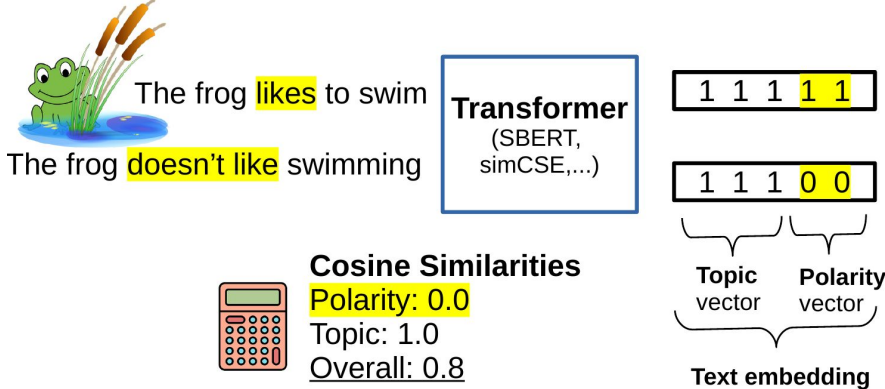 The frog likes to swim
The frog doesn’t like swimming
Transformer
(SBERT,
simCSE,...)
1 1 1 1 1
1 1 1 0 0
Topic
vector
Polarity
vector
Text embedding
Cosine Similarities
Polarity: 0.0
Topic: 1.0
Overall: 0.8